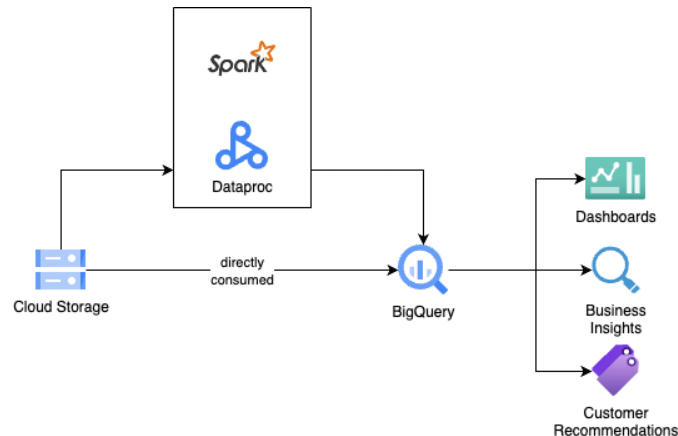 Spark
Dataproc
directly
consumed
Cloud Storage
BigQuery
Dashboards
Business
Insights
Customer
Recommendations